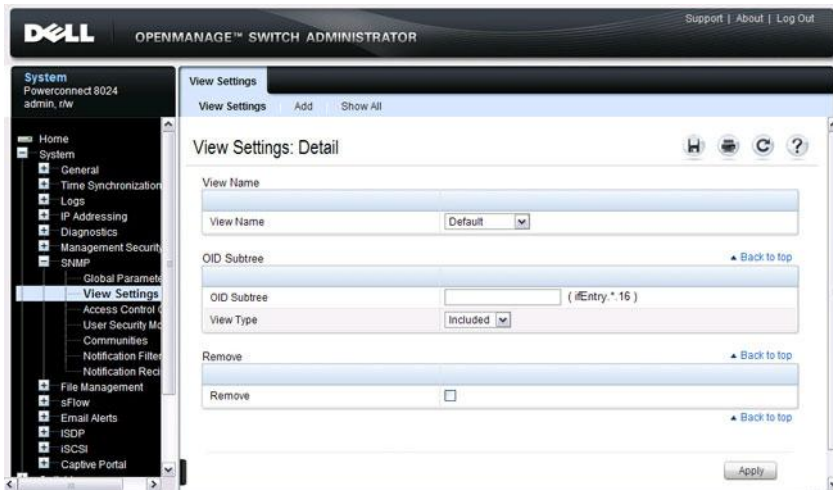 Support | About | Log Out
DELL
OPENMANAGE™ SWITCH ADMINISTRATOR
System
Powerconnect 8024
admin, r/w
Home
System
General
Time Synchronization
Logs
IP Addressing
Diagnostics
Management Securit
SNMP
Global Paramete
View Settings
Access Control
User Security Mo
Communities
Notification Filter
Notification Reci
File Management
sFlow
Email Alerts
ISDP
iSCSI
Captive Portal
View Settings
View Settings Add Show All
View Settings: Detail
View Name
View Name Default
OID Subtree Back to top
OID Subtree ( ifEntry.*.16 )
View Type Included
Remove Back to top
Remove
Back to top
Apply